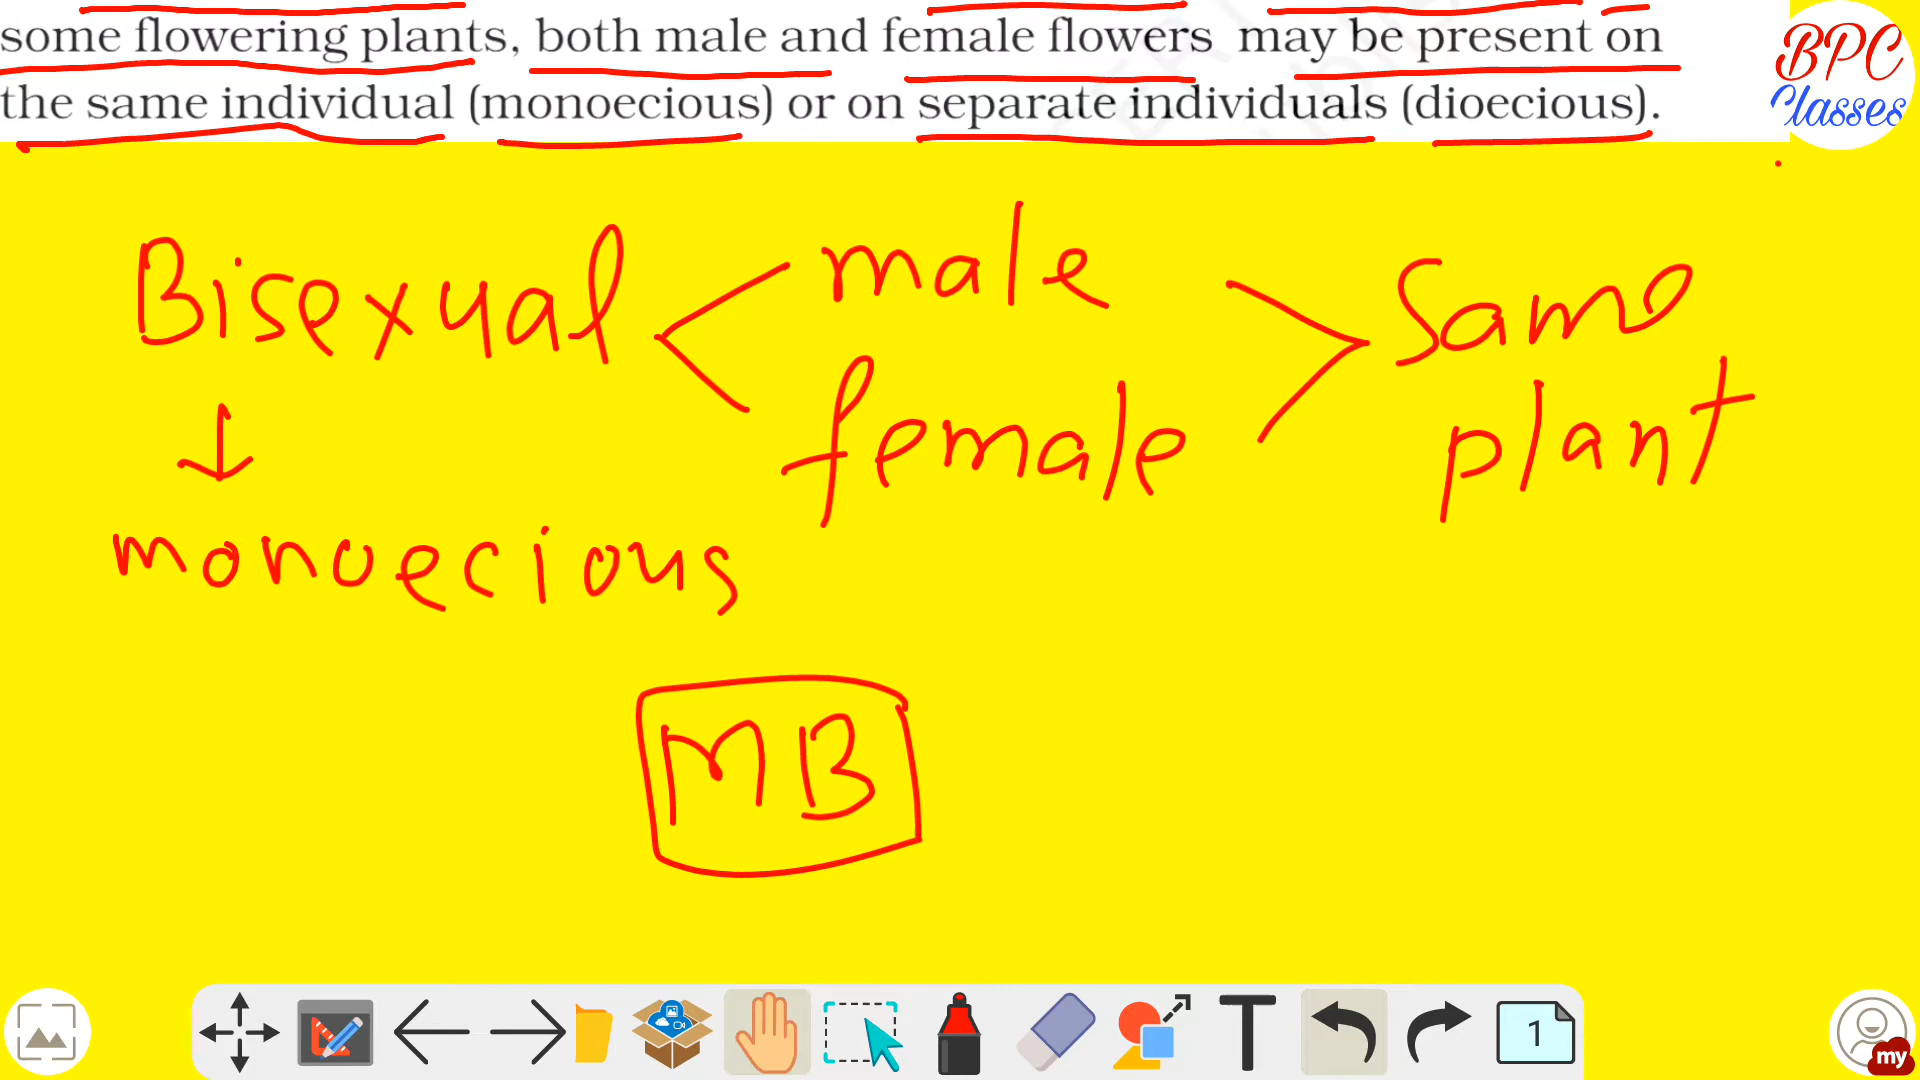 some flowering plants, both male and female flowers may be present on
the same individual (monoecious) or on separate individuals (dioecious).
BPC
Classes
Bisexual male female Same
plant
monoecious
MB
T
1
my